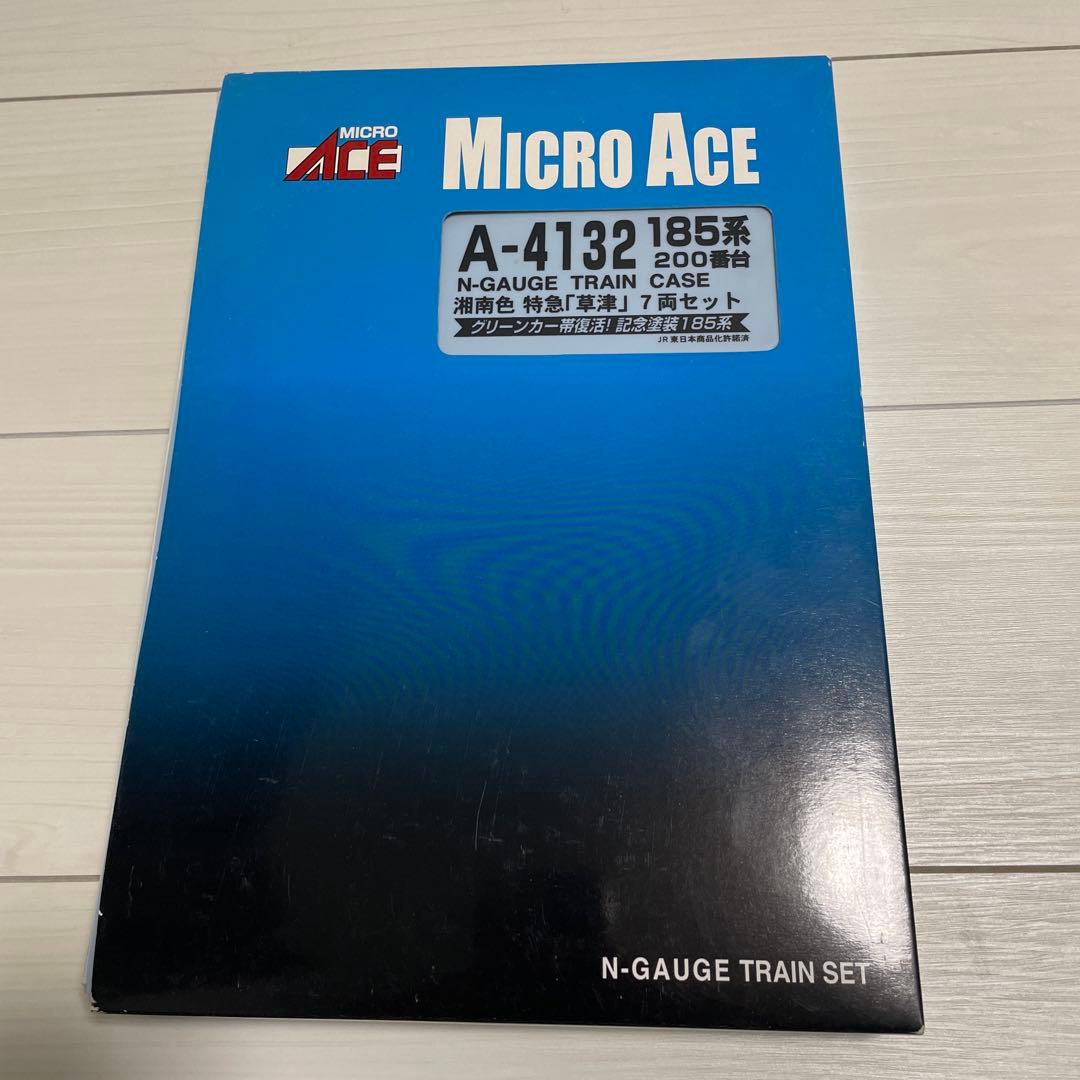 MICRO
ACE
MICRO ACE
A-4132 185系
200番台
N-GAUGE TRAIN CASE
湘南色 特急「草津」 7両セット
グリーンカー帯復活! 記念塗装185系
JR東日本商品化許諾済
N-GAUGE TRAIN SET